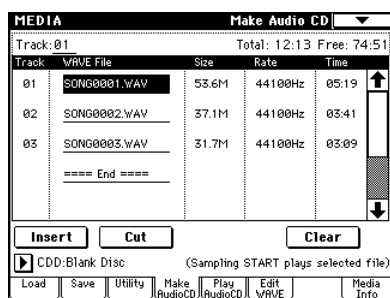 MEDIA Make Audio CD
Track:01 Total: 12:13 Free: 74:51
Track WAVE File Size Rate Time
01 SONG0001.WAV 53.6M 44100Hz 05:19
02 SONG0002.WAV 37.1M 44100Hz 03:41
03 SONG0003.WAV 31.7M 44100Hz 03:09
==== End ====
Insert Cut Clear
CDD:Blank Disc (Sampling START plays selected file)
Load Save Utility Make AudioCD Play AudioCD Edit WAVE Media Info